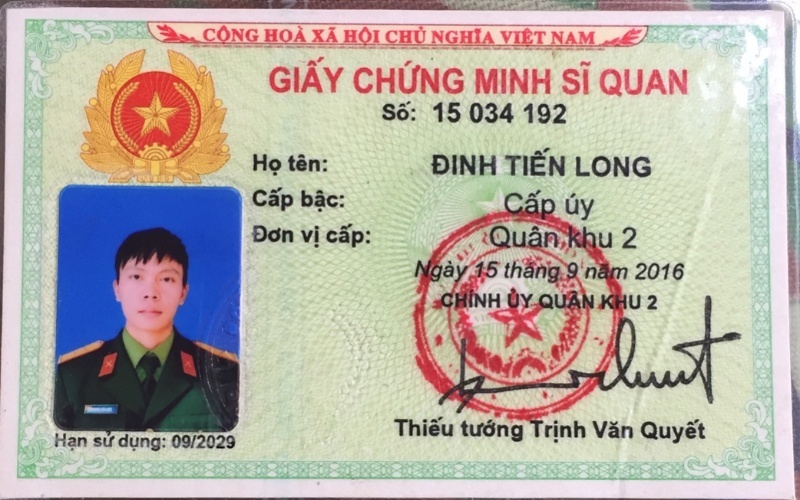 CỘNG HOÀ XÃ HỘI CHỦ NGHĨA VIỆT NAM
GIẤY CHỨNG MINH SĨ QUAN
Số: 15 034 192
Họ tên: ĐINH TIẾN LONG
Cấp bậc: Cấp úy
Đơn vị cấp: Quân khu 2
Ngày 15 tháng 9 năm 2016
CHÍNH ỦY QUÂN KHU 2
Thiếu tướng Trịnh Văn Quyết
Hạn sử dụng: 09/2029